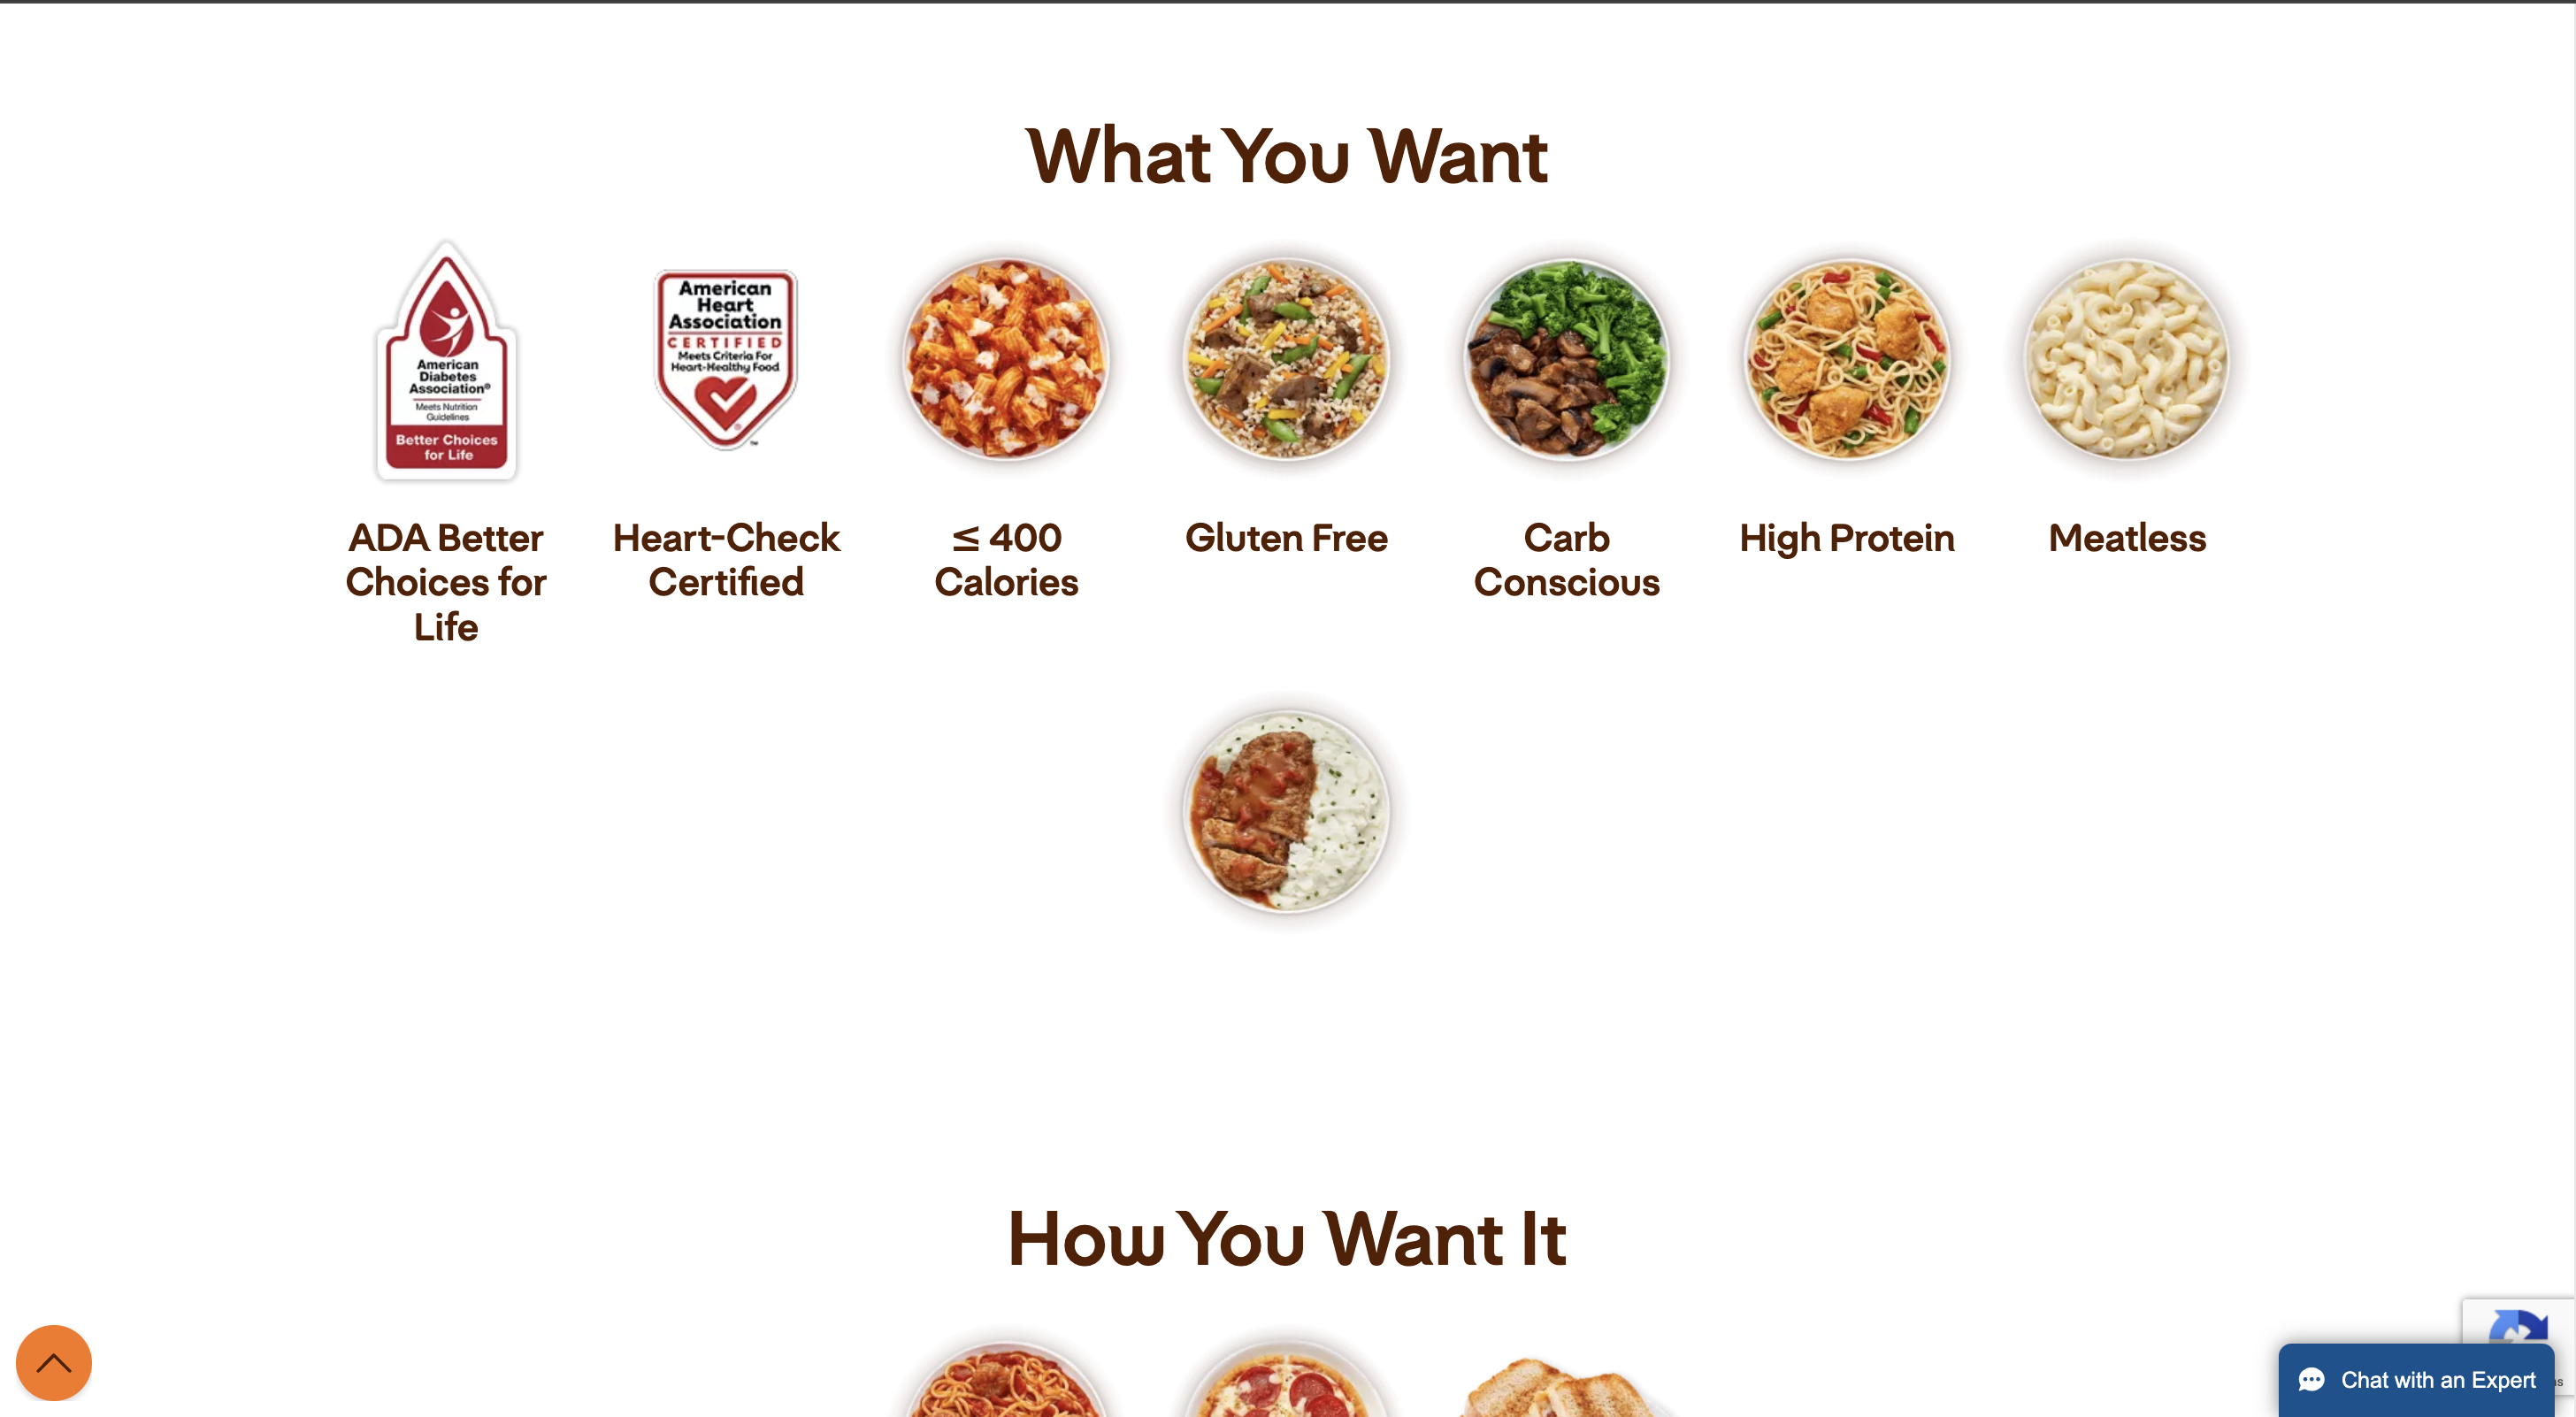 What You Want
American
Diabetes
Association®
Meets Nutrition
Guidelines
Better Choices
for Life
American
Heart
Association
CERTIFIED
Meets Criteria For
Heart-Healthy Food
®
™
ADA Better
Choices for
Life
Heart-Check
Certified
≤ 400
Calories
Gluten Free
Carb
Conscious
High Protein
Meatless
How You Want It
Chat with an Expert